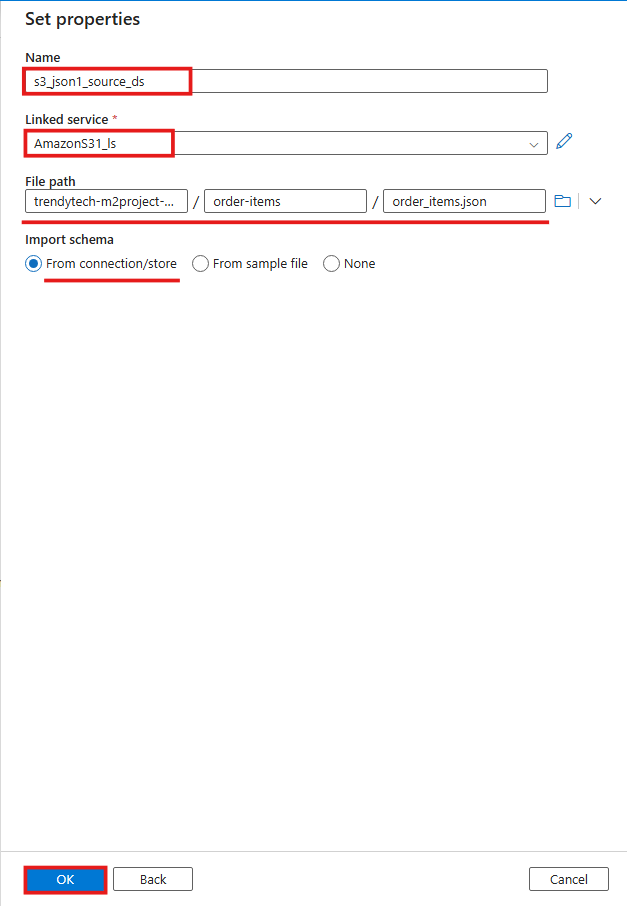 Set properties
Name
s3_json1_source_ds
Linked service *
AmazonS31_ls
File path
trendytech-m2project-... / order-items / order_items.json
Import schema
From connection/store From sample file None
OK Back Cancel